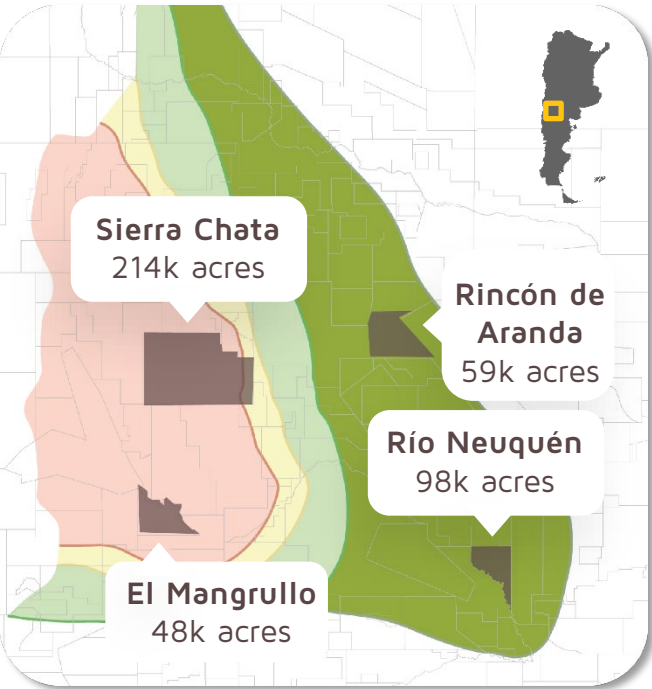 Sierra Chata
214k acres
Rincón de
Aranda
59k acres
Río Neuquén
98k acres
El Mangrullo
48k acres